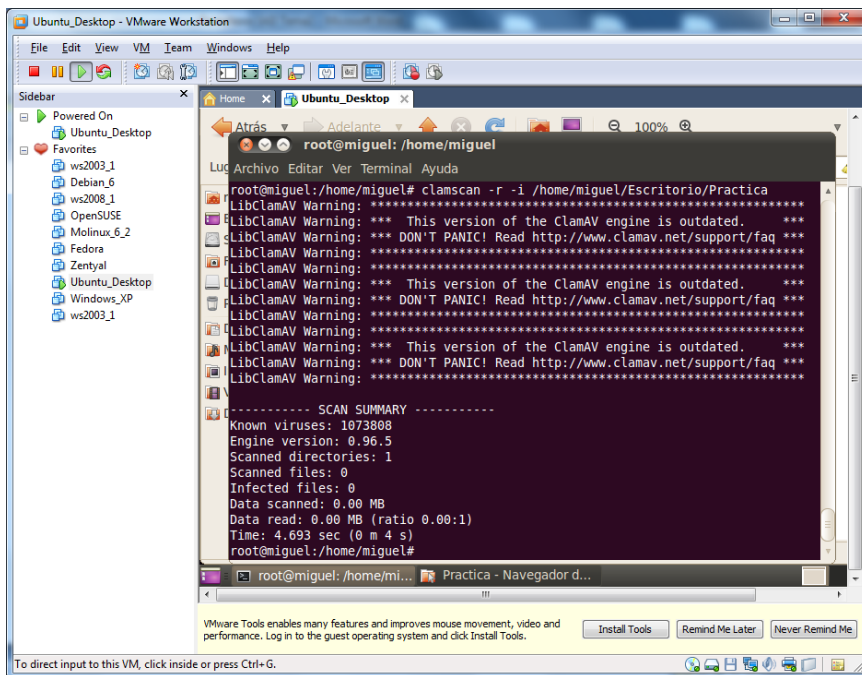 Ubuntu_Desktop - VMware Workstation
File Edit View VM Team Windows Help
Sidebar
Powered On
Ubuntu_Desktop
Favorites
ws2003_1
Debian_6
ws2008_1
OpenSUSE
Molinux_6_2
Fedora
Zentyal
Ubuntu_Desktop
Windows_XP
ws2003_1
Home
Ubuntu_Desktop
Atrás Adelante 100%
Lug
root@miguel: /home/miguel
Archivo Editar Ver Terminal Ayuda
root@miguel:/home/miguel# clamscan -r -i /home/miguel/Escritorio/Practica
LibClamAV Warning: *******************************************************
LibClamAV Warning: ***  This version of the ClamAV engine is outdated.     ***
LibClamAV Warning: *** DON'T PANIC! Read http://www.clamav.net/support/faq ***
LibClamAV Warning: *******************************************************
LibClamAV Warning: *******************************************************
LibClamAV Warning: ***  This version of the ClamAV engine is outdated.     ***
LibClamAV Warning: *** DON'T PANIC! Read http://www.clamav.net/support/faq ***
LibClamAV Warning: *******************************************************
LibClamAV Warning: *******************************************************
LibClamAV Warning: ***  This version of the ClamAV engine is outdated.     ***
LibClamAV Warning: *** DON'T PANIC! Read http://www.clamav.net/support/faq ***
LibClamAV Warning: *******************************************************
----------- SCAN SUMMARY -----------
Known viruses: 1073808
Engine version: 0.96.5
Scanned directories: 1
Scanned files: 0
Infected files: 0
Data scanned: 0.00 MB
Data read: 0.00 MB (ratio 0.00:1)
Time: 4.693 sec (0 m 4 s)
root@miguel:/home/miguel#
root@miguel: /home/mi... Practica - Navegador d...
VMware Tools enables many features and improves mouse movement, video and
performance. Log in to the guest operating system and click Install Tools.
Install Tools Remind Me Later Never Remind Me
To direct input to this VM, click inside or press Ctrl+G.